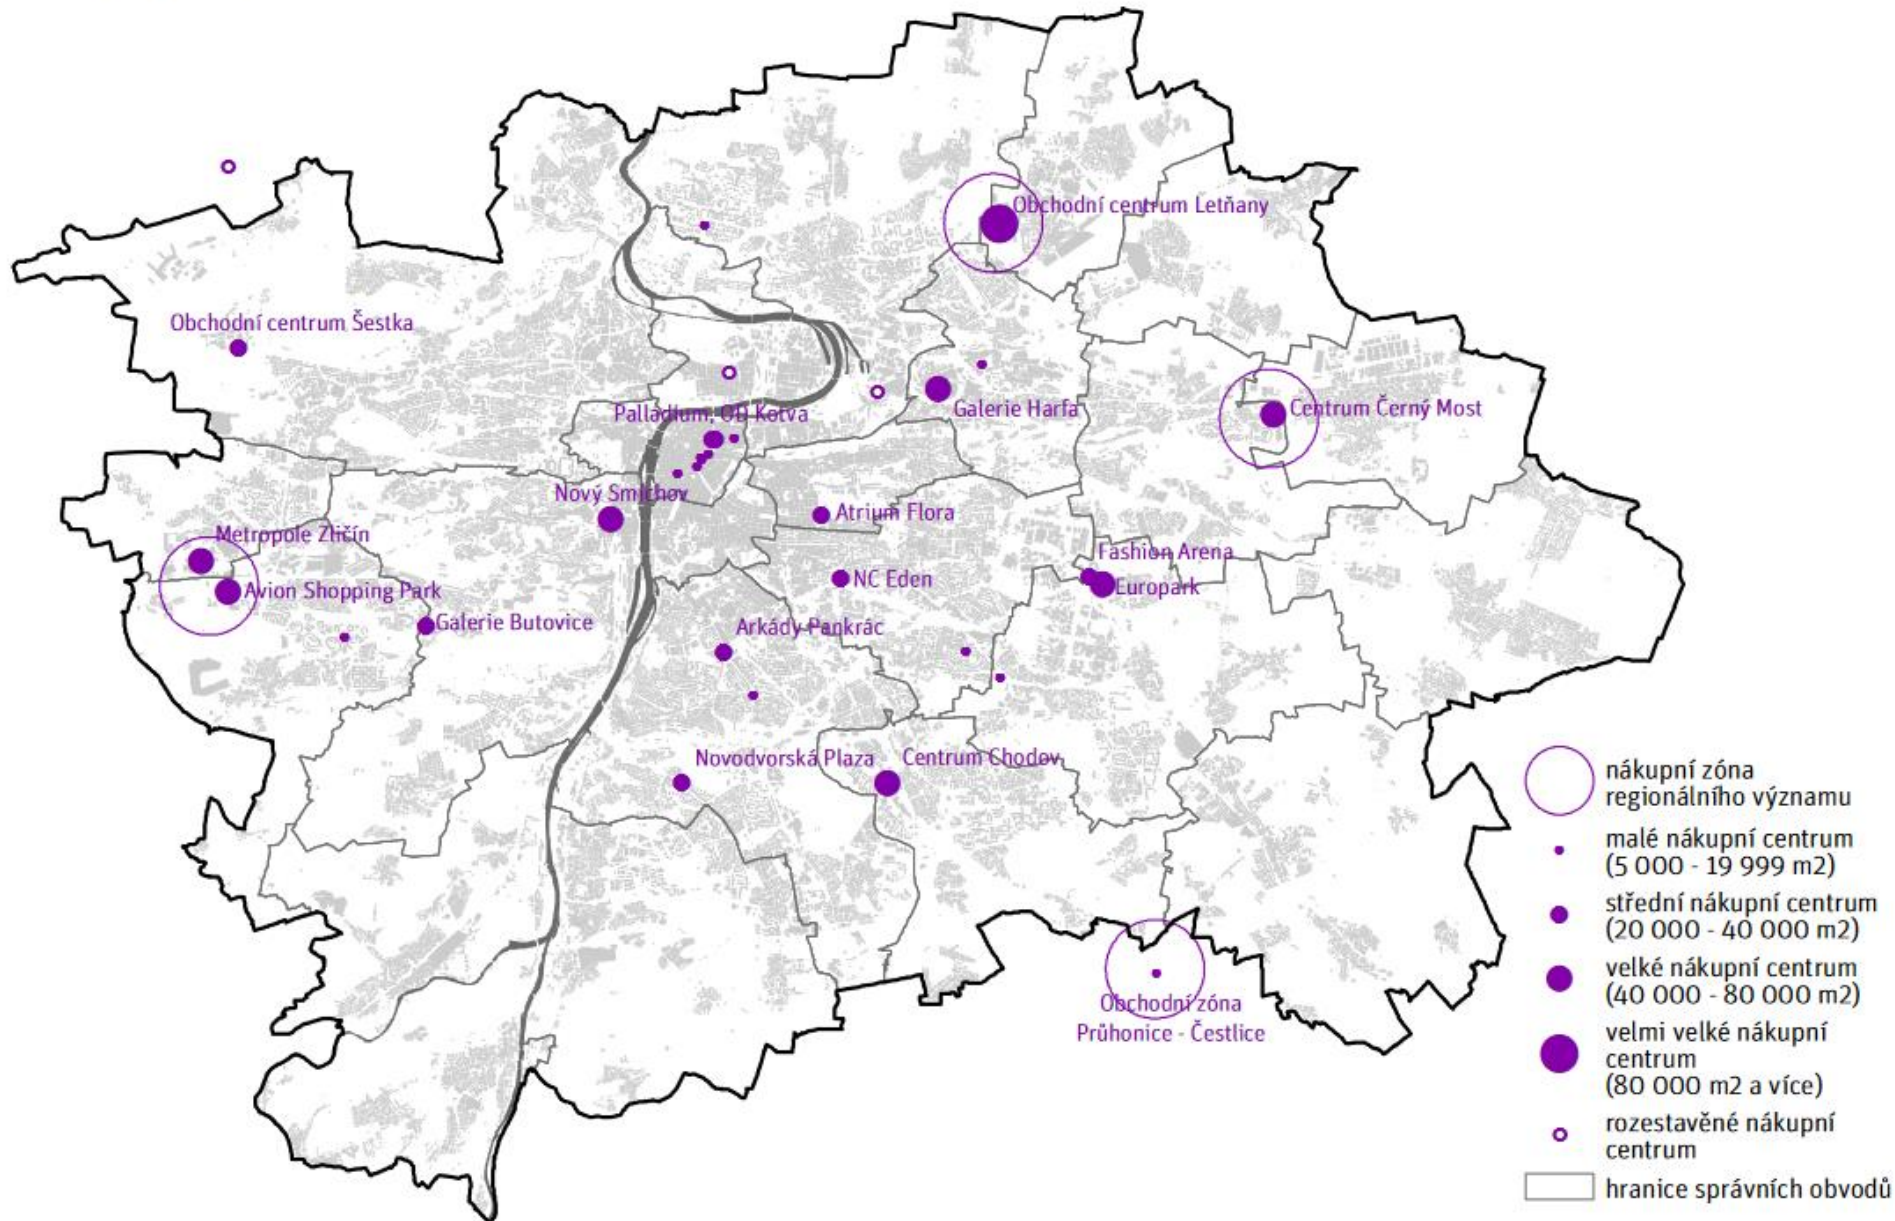 Obchodní centrum Letňany
Obchodní centrum Šestka
Palladium, OD Kotva
Galerie Harfa
Centrum Černý Most
Nový Smíchov
Atrium Flora
Metropole Zličín
Fashion Arena
NC Eden
Europark
Avion Shopping Park
Galerie Butovice
Arkády Pankrác
Novodvorská Plaza
Centrum Chodov
Obchodní zóna
Průhonice - Čestlice
nákupní zóna
regionálního významu
malé nákupní centrum
(5 000 - 19 999 m2)
střední nákupní centrum
(20 000 - 40 000 m2)
velké nákupní centrum
(40 000 - 80 000 m2)
velmi velké nákupní
centrum
(80 000 m2 a více)
rozestavěné nákupní
centrum
hranice správních obvodů